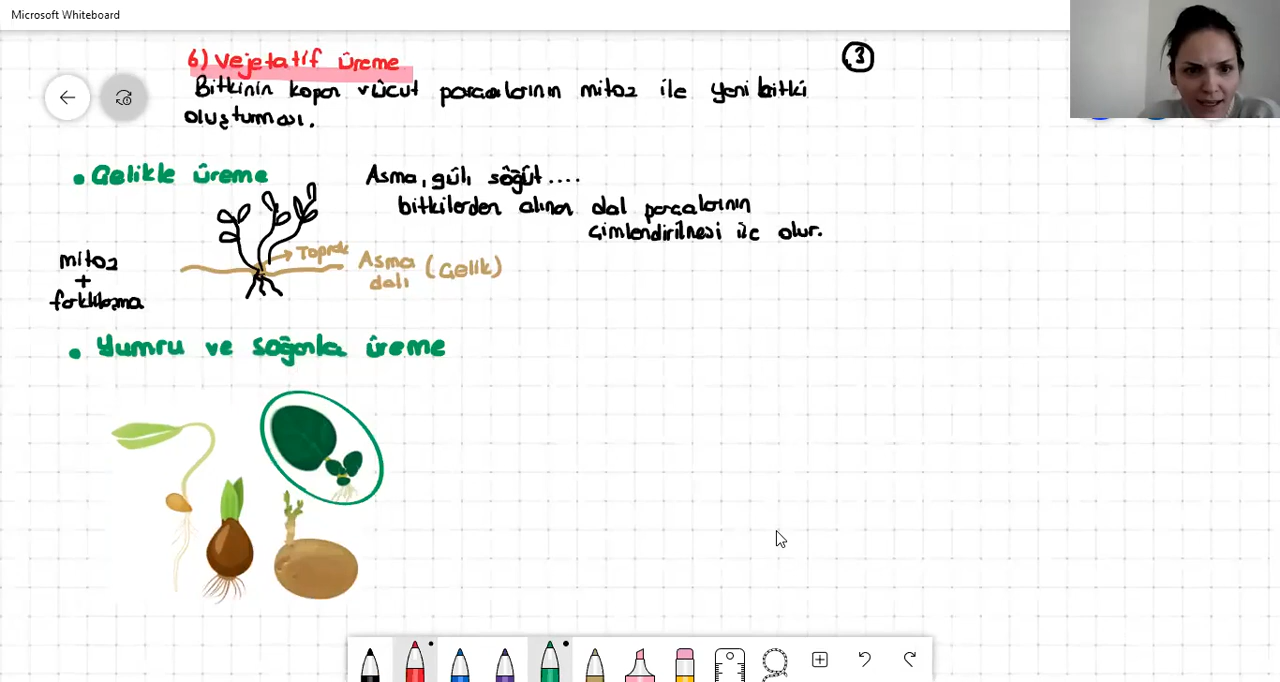 Microsoft Whiteboard
6) Vejetatif üreme
3
Bitkinin kopan vücut parçalarının mitoz ile yeni bitki
oluşturması.
• Çelikle üreme
Asma, gül, söğüt....
bitkilerden alınan dal parçalarının
çimlendirilmesi ile olur.
Toprak
Asma (çelik)
dalı
mitoz
+
farklılaşma
• Yumru ve soğanla üreme